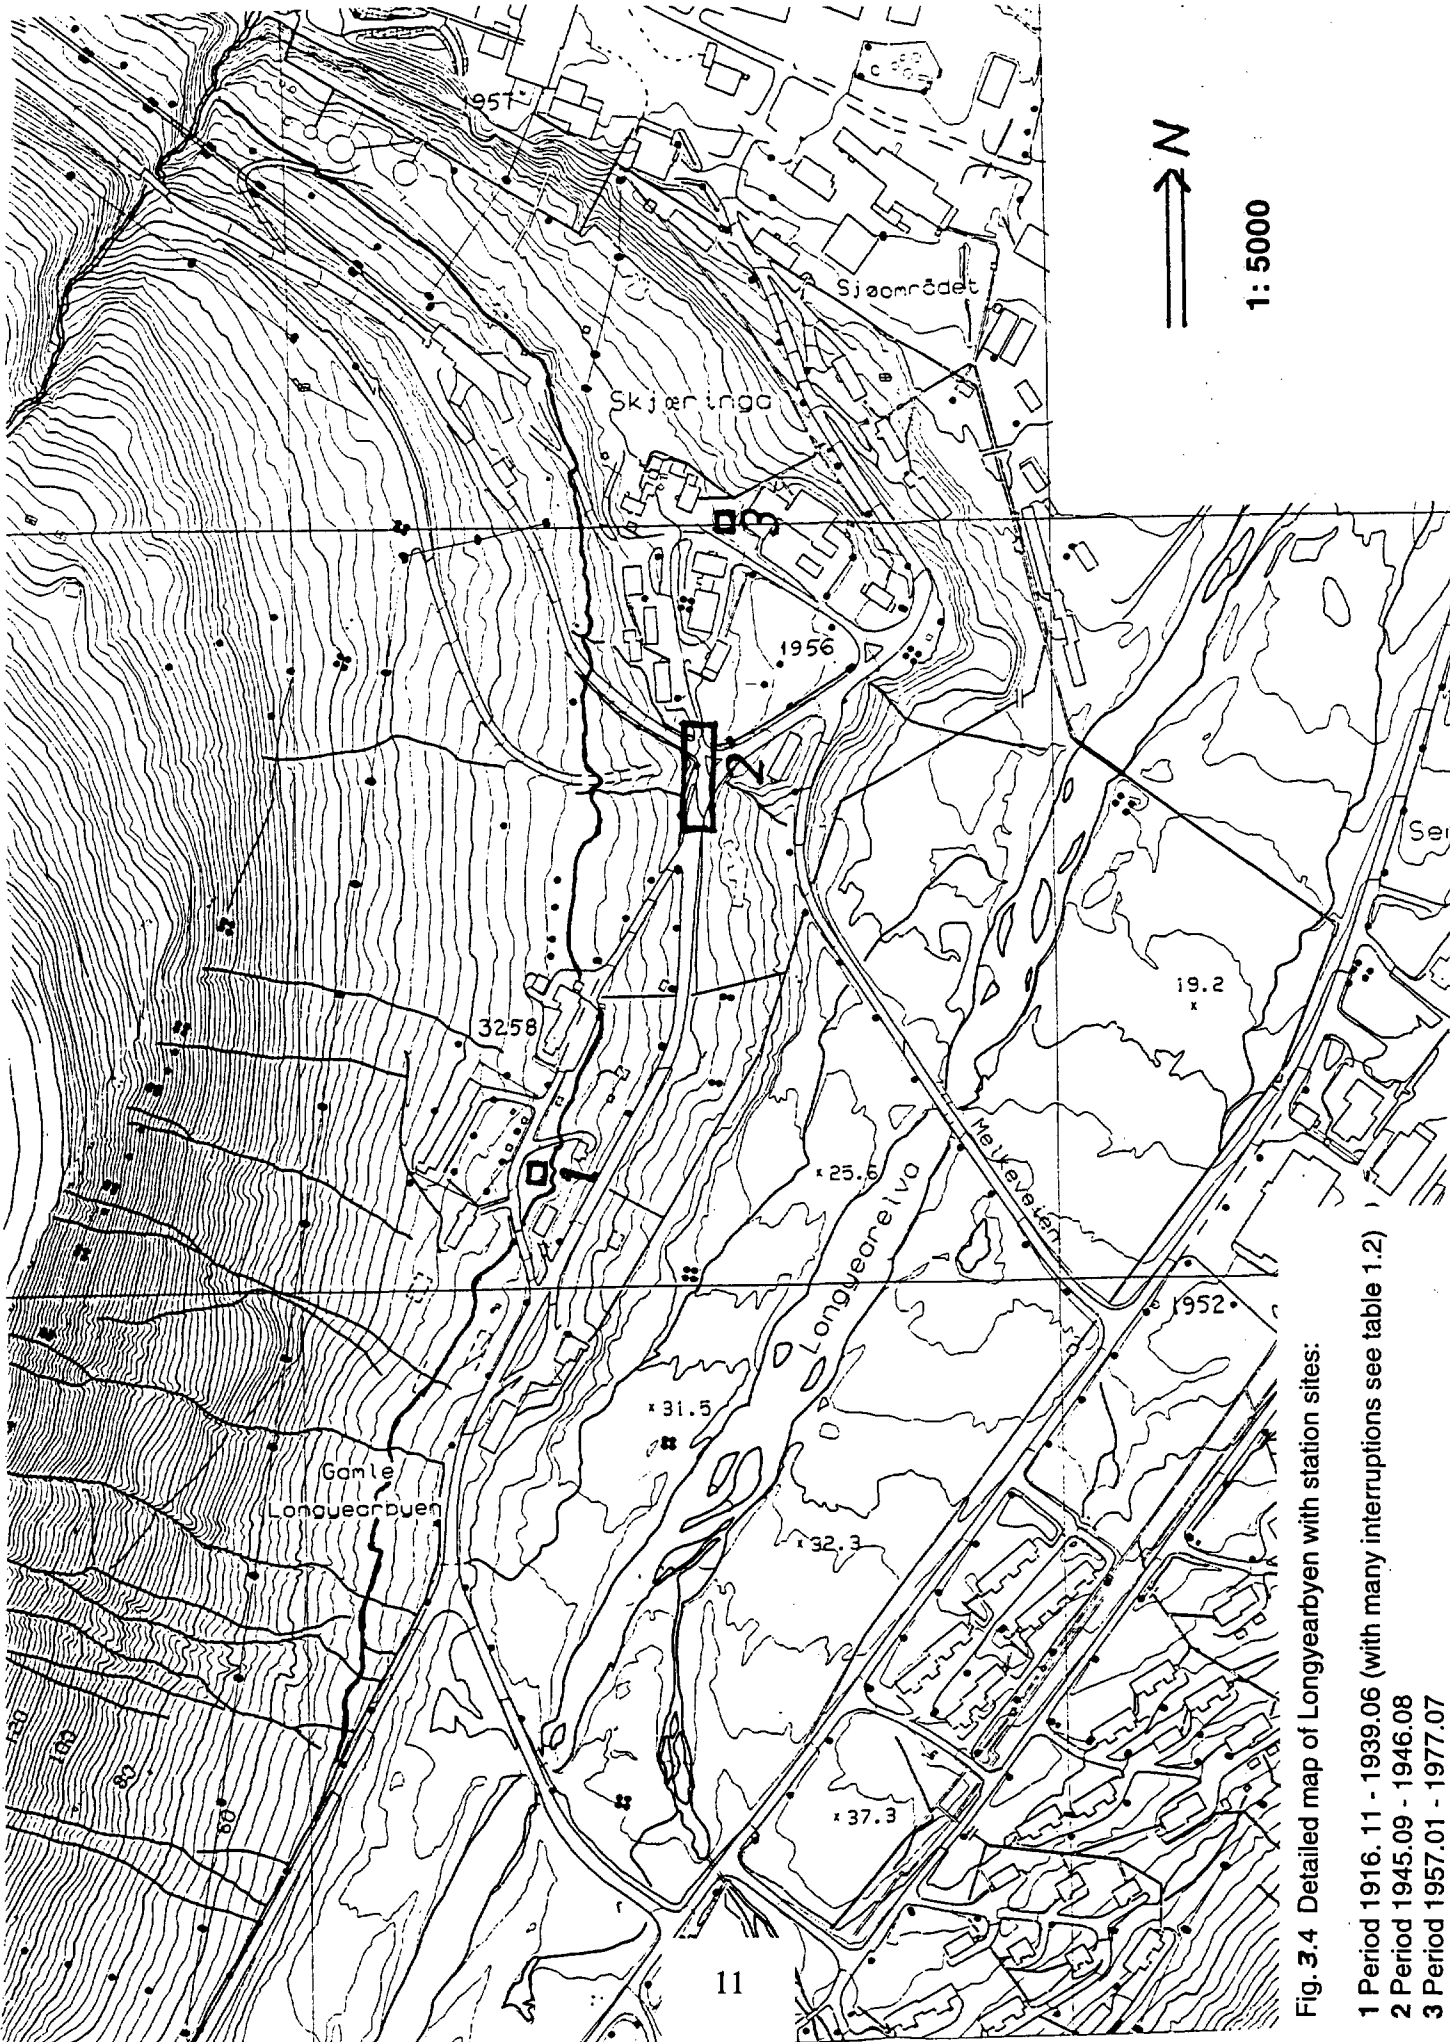 1957
C
N
1: 5000
Sjøområdet
Skjæringa
3
1956
2
Se
19.2
3258
1
25.6
Melkeveien
Longyearelva
1952
31.5
Gamle
Longyearbyen
32.3
120
100
80
60
37.3
11
Fig. 3.4 Detailed map of Longyearbyen with station sites:
1 Period 1916. 11 - 1939.06 (with many interruptions see table 1.2)
2 Period 1945.09 - 1946.08
3 Period 1957.01 - 1977.07